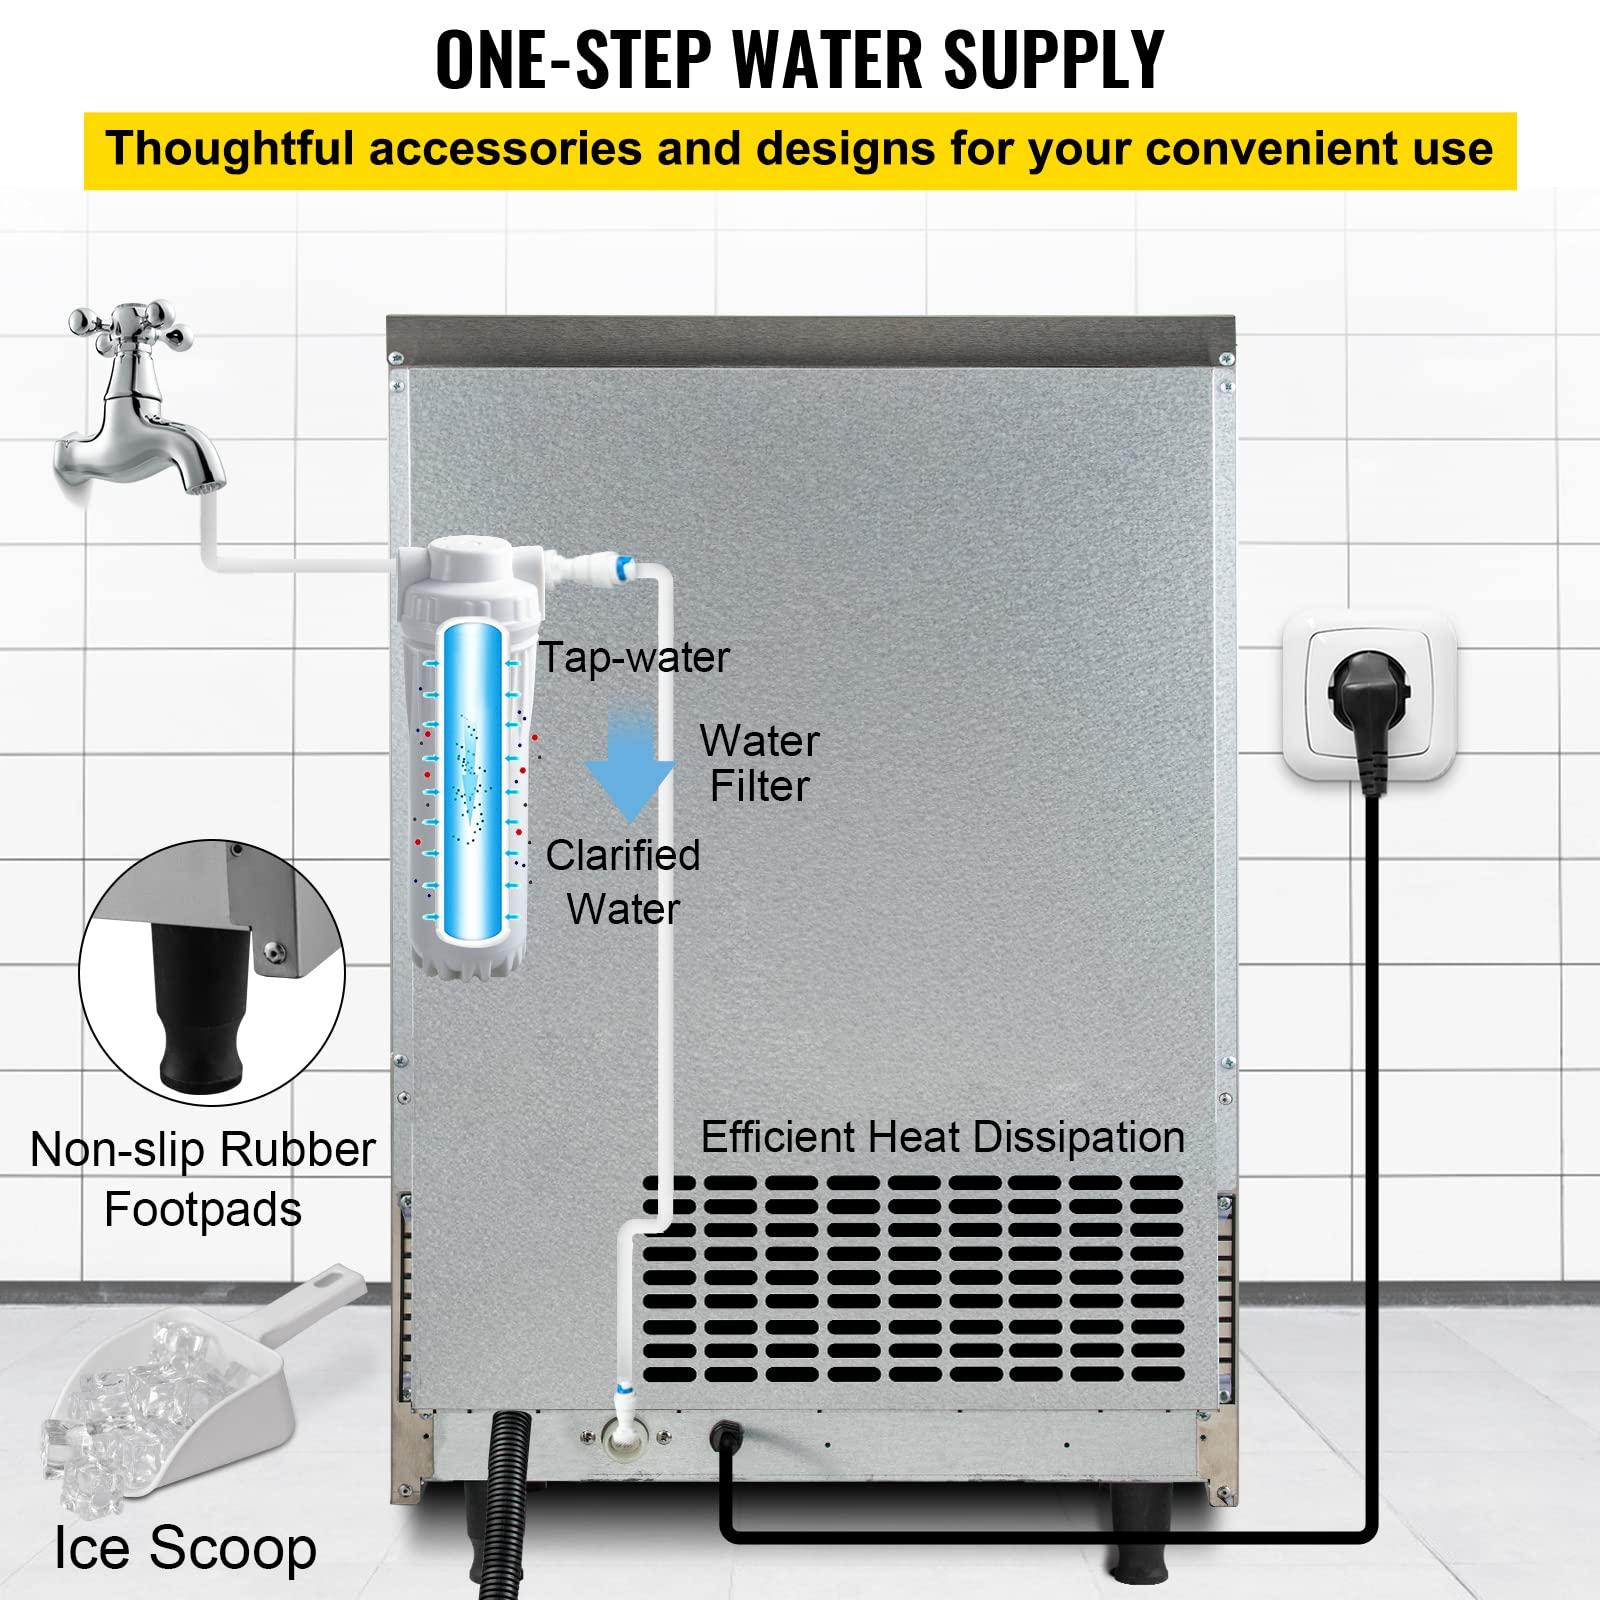 ONE-STEP WATER SUPPLY
Thoughtful accessories and designs for your convenient use
Tap-water
Water
Filter
Clarified
Water
Non-slip Rubber
Footpads
Efficient Heat Dissipation
Ice Scoop